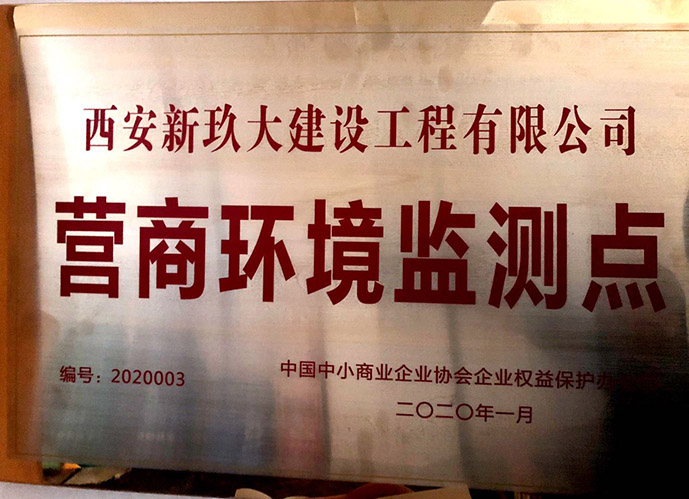 西安新玖大建设工程有限公司
营商环境监测点
编号：2020003
中国中小商业企业协会企业权益保护办
二〇二〇年一月